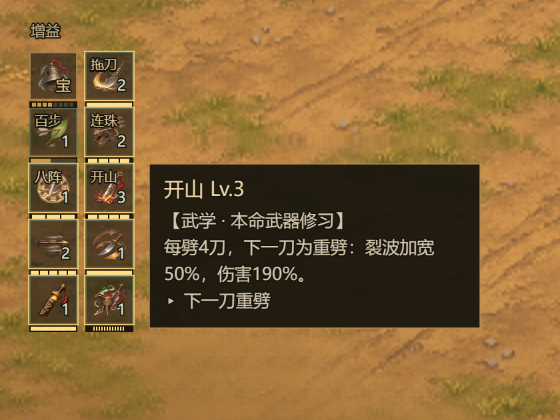 增益
宝
拖刀
2
百步
1
连珠
2
八阵
1
开山
3
2
1
1
1
开山 Lv.3
【武学 · 本命武器修习】
每劈4刀，下一刀为重劈：裂波加宽
50%，伤害190%。
▸ 下一刀重劈